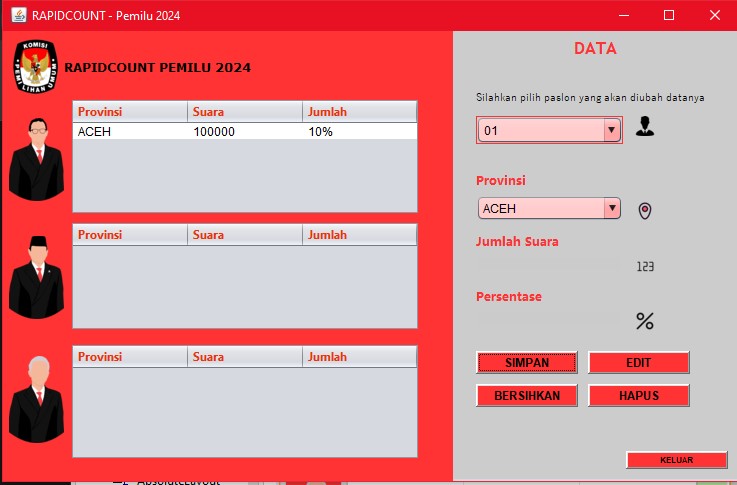 RAPIDCOUNT - Pemilu 2024
KOMISI
PEMILIHAN UMUM
RAPIDCOUNT PEMILU 2024
Provinsi Suara Jumlah
ACEH 100000 10%
Provinsi Suara Jumlah
Provinsi Suara Jumlah
DATA
Silahkan pilih paslon yang akan diubah datanya
01
Provinsi
ACEH
Jumlah Suara
123
Persentase
%
SIMPAN EDIT
BERSIHKAN HAPUS
KELUAR
AbsoluteLayout